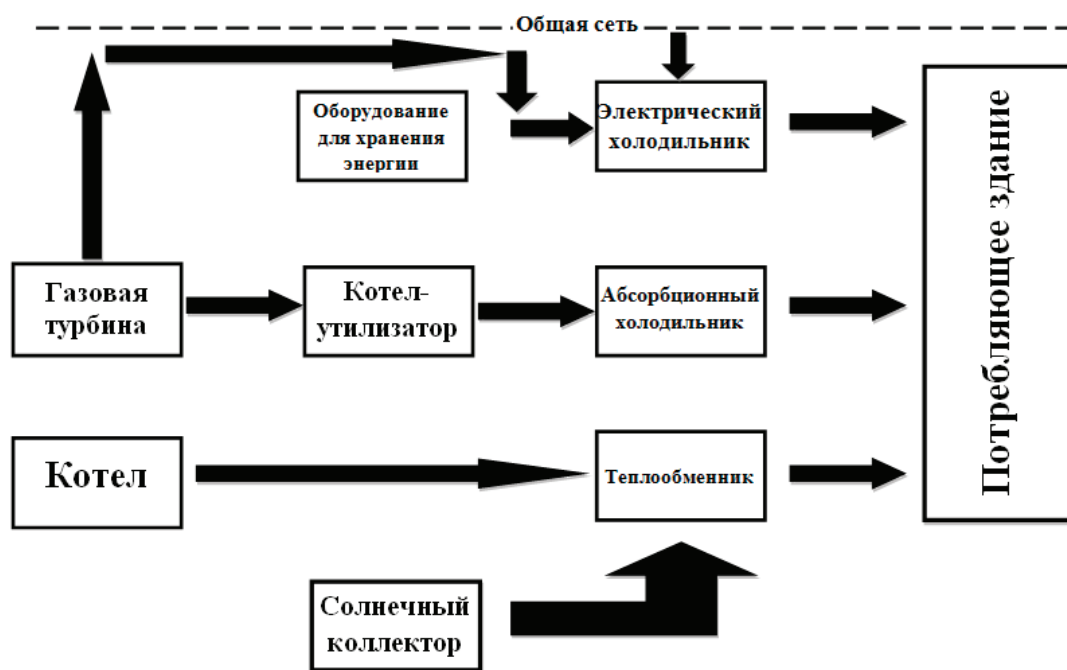 Общая сеть
Оборудование
для хранения
энергии
Электрический
холодильник
Газовая
турбина
Котел-
утилизатор
Абсорбционный
холодильник
Котел
Теплообменник
Солнечный
коллектор
Потребляющее здание